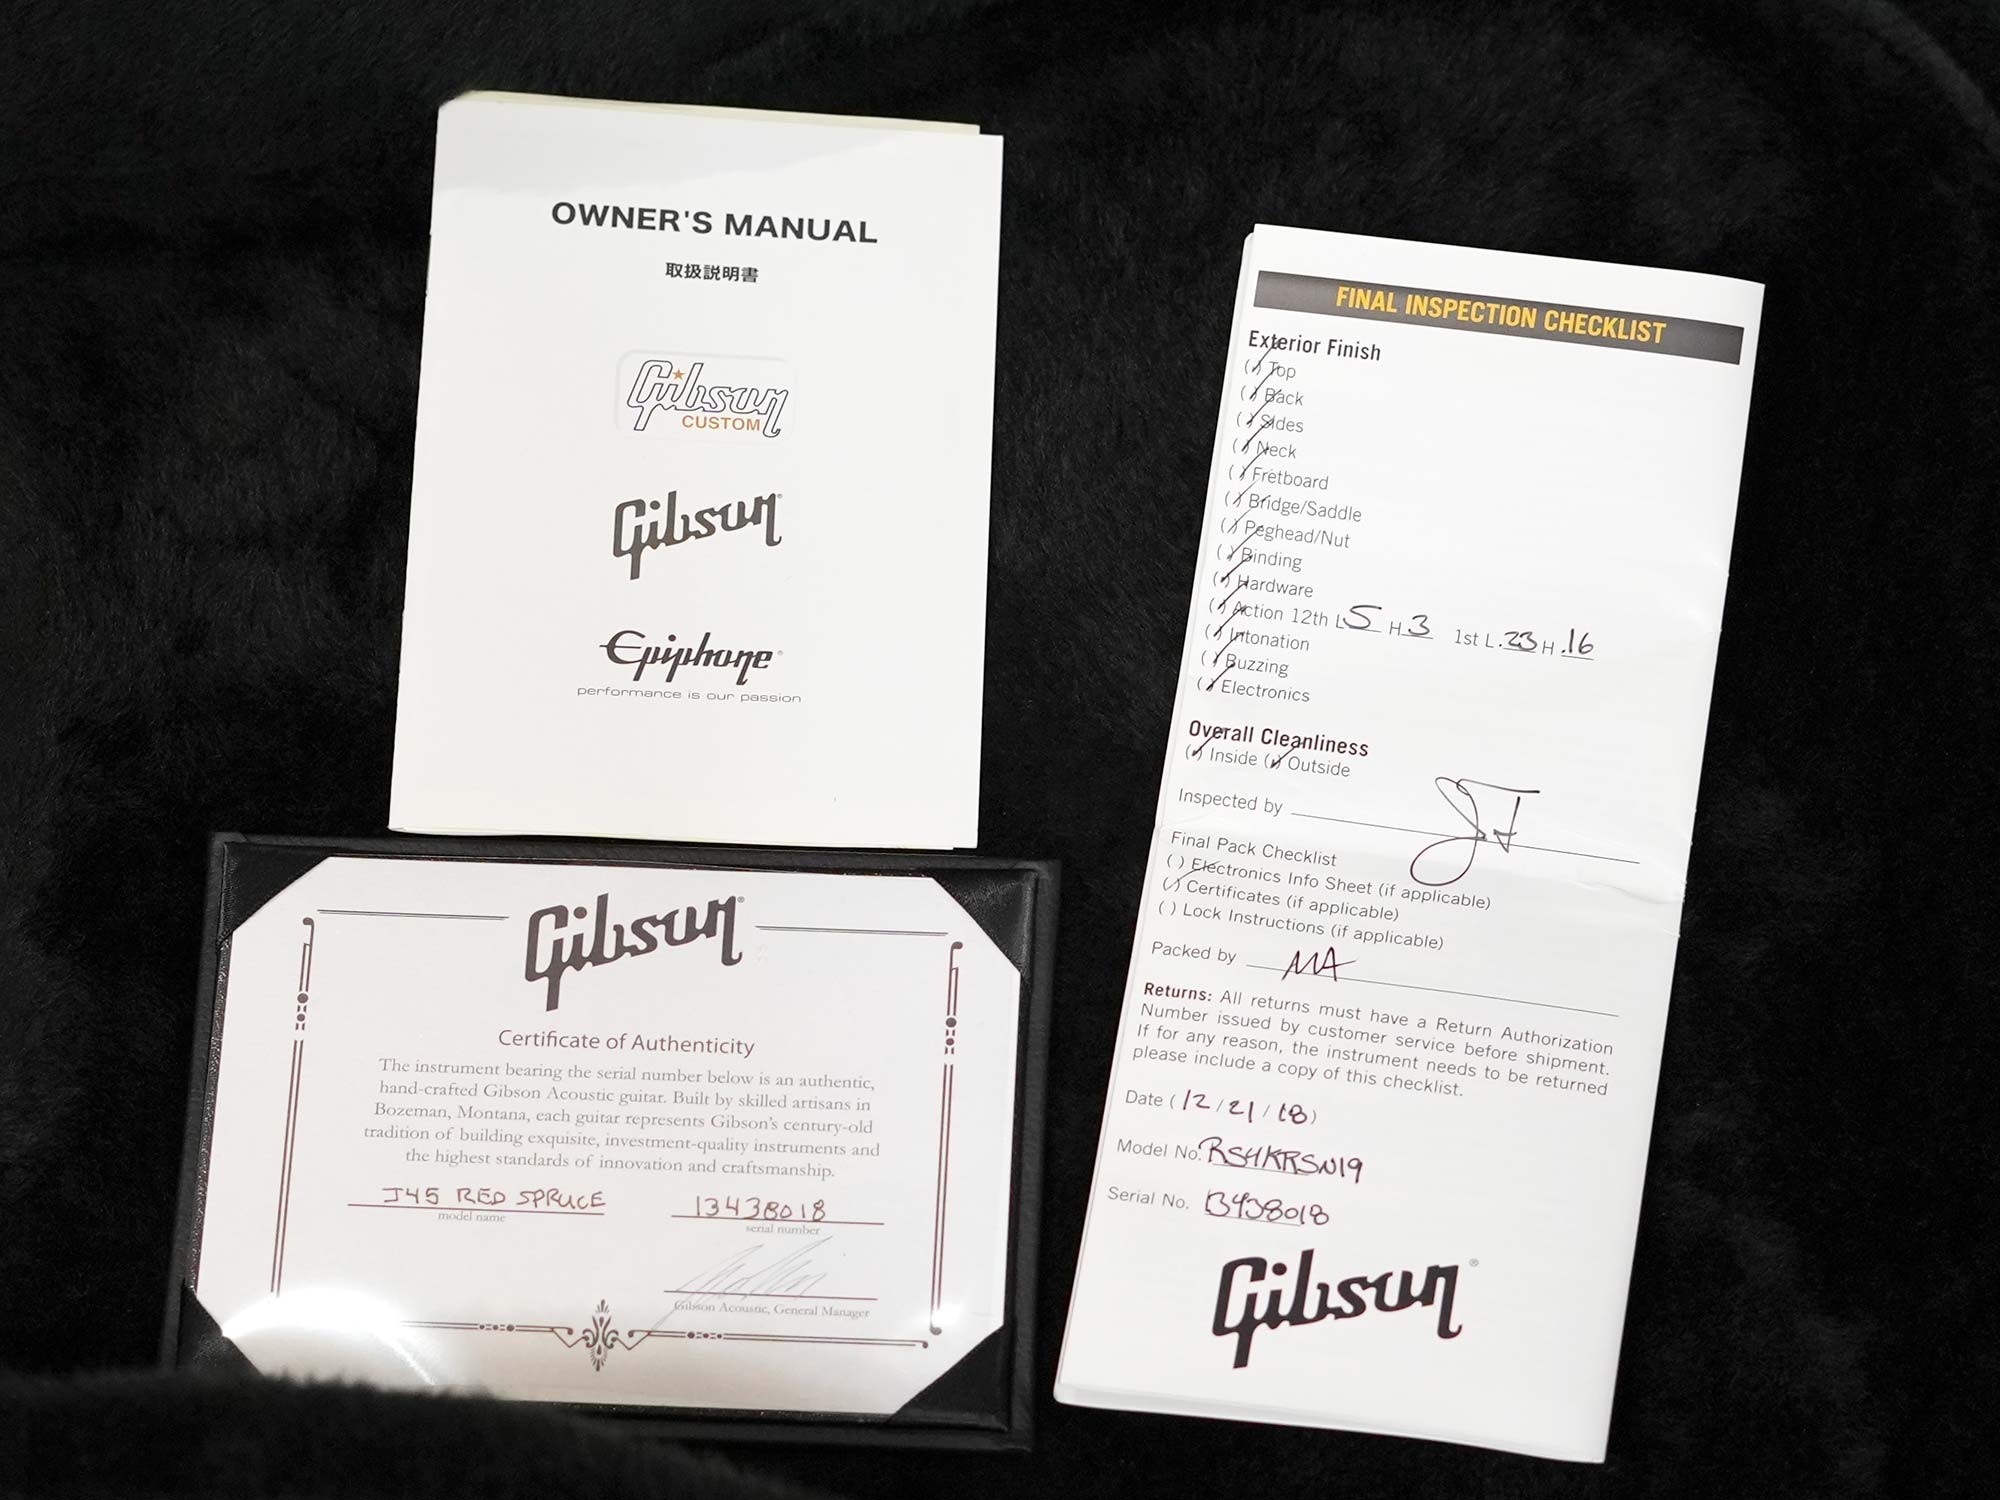 OWNER'S MANUAL
取扱説明書
Gibson
CUSTOM
Gibson
Epiphone
performance is our passion
Gibson
Certificate of Authenticity
The instrument bearing the serial number below is an authentic,
hand-crafted Gibson Acoustic guitar. Built by skilled artisans in
Bozeman, Montana, each guitar represents Gibson's century-old
tradition of building exquisite, investment-quality instruments and
the highest standards of innovation and craftsmanship.
J45 RED SPRUCE 13438018
model name serial number
Gibson Acoustic, General Manager
FINAL INSPECTION CHECKLIST
Exterior Finish
(✓) Top
(✓) Back
(✓) Sides
(✓) Neck
(✓) Fretboard
(✓) Bridge/Saddle
(✓) Peghead/Nut
(✓) Binding
(✓) Hardware
(✓) Action 12th L 5 H 3 1st L .23 H .16
(✓) Intonation
(✓) Buzzing
(✓) Electronics
Overall Cleanliness
(✓) Inside (✓) Outside
Inspected by JF
Final Pack Checklist
( ) Electronics Info Sheet (if applicable)
(✓) Certificates (if applicable)
( ) Lock Instructions (if applicable)
Packed by MA
Returns: All returns must have a Return Authorization
Number issued by customer service before shipment.
If for any reason, the instrument needs to be returned
please include a copy of this checklist.
Date (12/21/18)
Model No. RS4KRSN19
Serial No. 13438018
Gibson